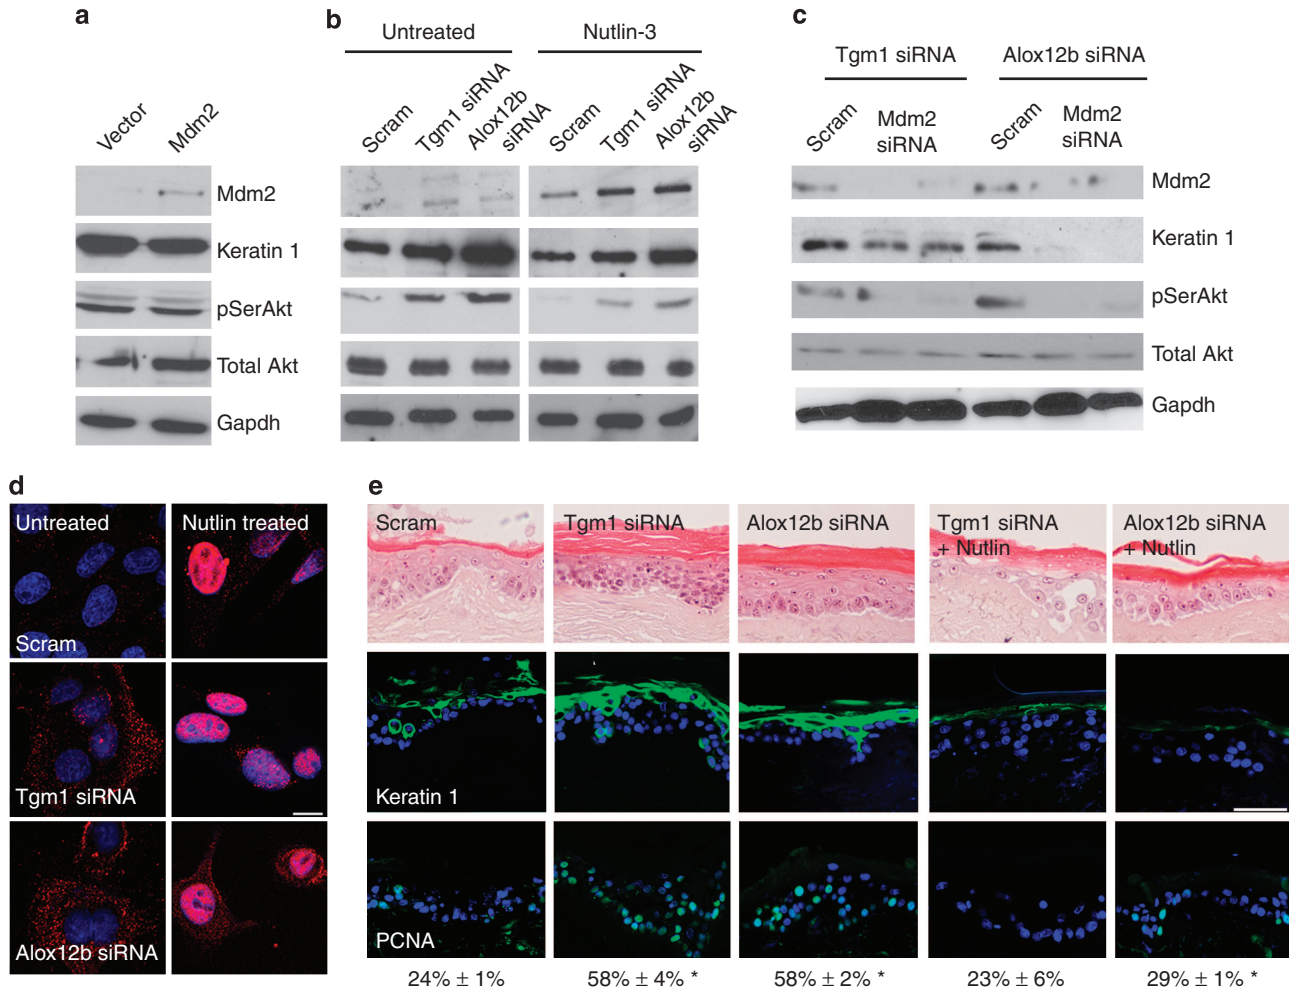 a
Vector
Mdm2
Mdm2
Keratin 1
pSerAkt
Total Akt
Gapdh
b
Untreated
Nutlin-3
Scram
Tgm1 siRNA
Alox12b
siRNA
Scram
Tgm1 siRNA
Alox12b
siRNA
c
Tgm1 siRNA
Alox12b siRNA
Scram
Mdm2
siRNA
Scram
Mdm2
siRNA
Mdm2
Keratin 1
pSerAkt
Total Akt
Gapdh
d
Untreated
Nutlin treated
Scram
Tgm1 siRNA
Alox12b siRNA
e
Scram
Tgm1 siRNA
Alox12b siRNA
Tgm1 siRNA
+ Nutlin
Alox12b siRNA
+ Nutlin
Keratin 1
PCNA
24% ± 1%
58% ± 4% *
58% ± 2% *
23% ± 6%
29% ± 1% *